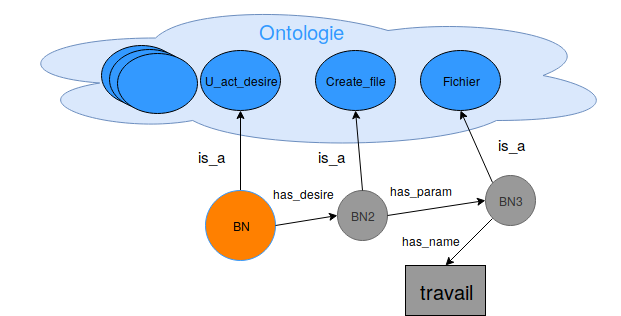 Ontologie
U_act_desire
Create_file
Fichier
is_a
is_a
is_a
has_desire
has_param
BN
BN2
BN3
has_name
travail